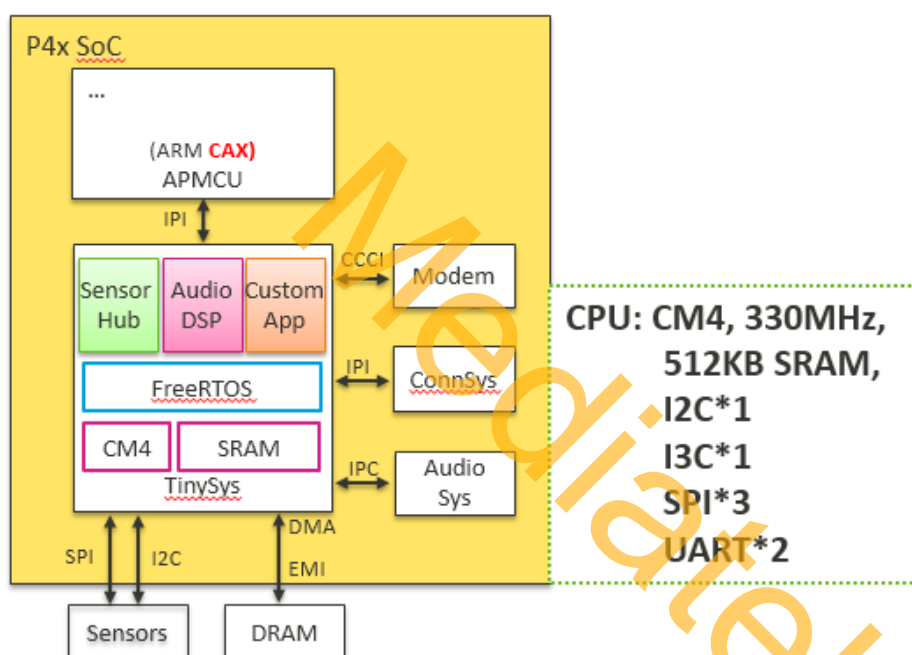 P4x SoC
...
(ARM CAX)
APMCU
IPI
Sensor Hub
Audio DSP
Custom App
CCCI
Modem
FreeRTOS
IPI
ConnSys
CM4
SRAM
TinySys
IPC
Audio Sys
SPI
I2C
DMA
EMI
Sensors
DRAM
CPU: CM4, 330MHz,
512KB SRAM,
I2C*1
I3C*1
SPI*3
UART*2
Mediatek